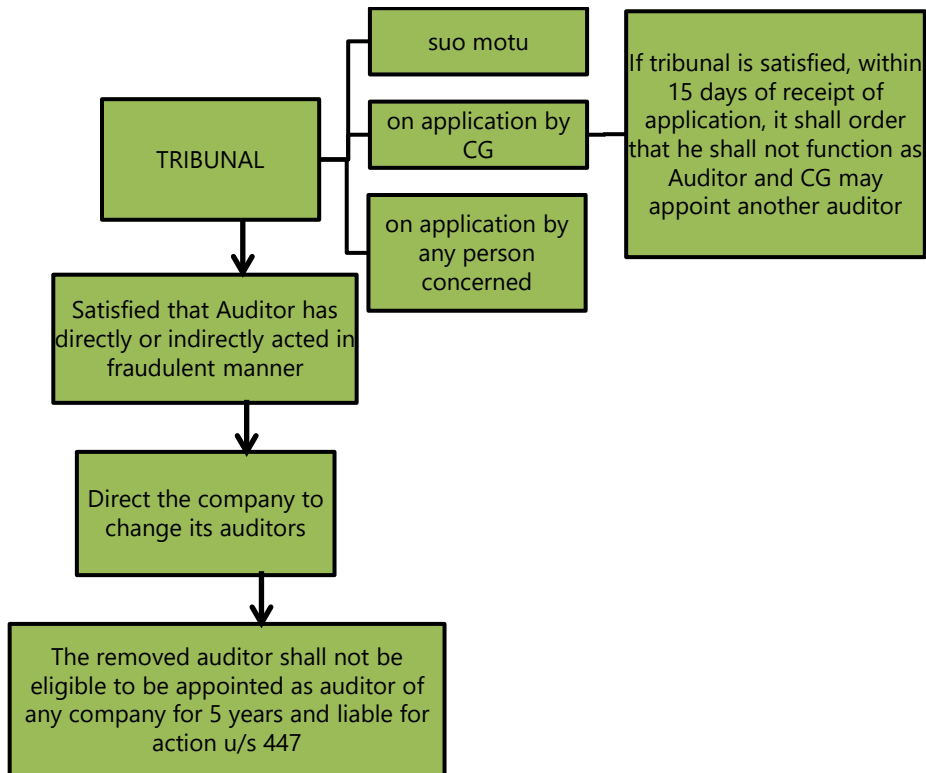 TRIBUNAL
suo motu
on application by
CG
If tribunal is satisfied, within
15 days of receipt of
application, it shall order
that he shall not function as
Auditor and CG may
appoint another auditor
on application by
any person
concerned
Satisfied that Auditor has
directly or indirectly acted in
fraudulent manner
Direct the company to
change its auditors
The removed auditor shall not be
eligible to be appointed as auditor of
any company for 5 years and liable for
action u/s 447